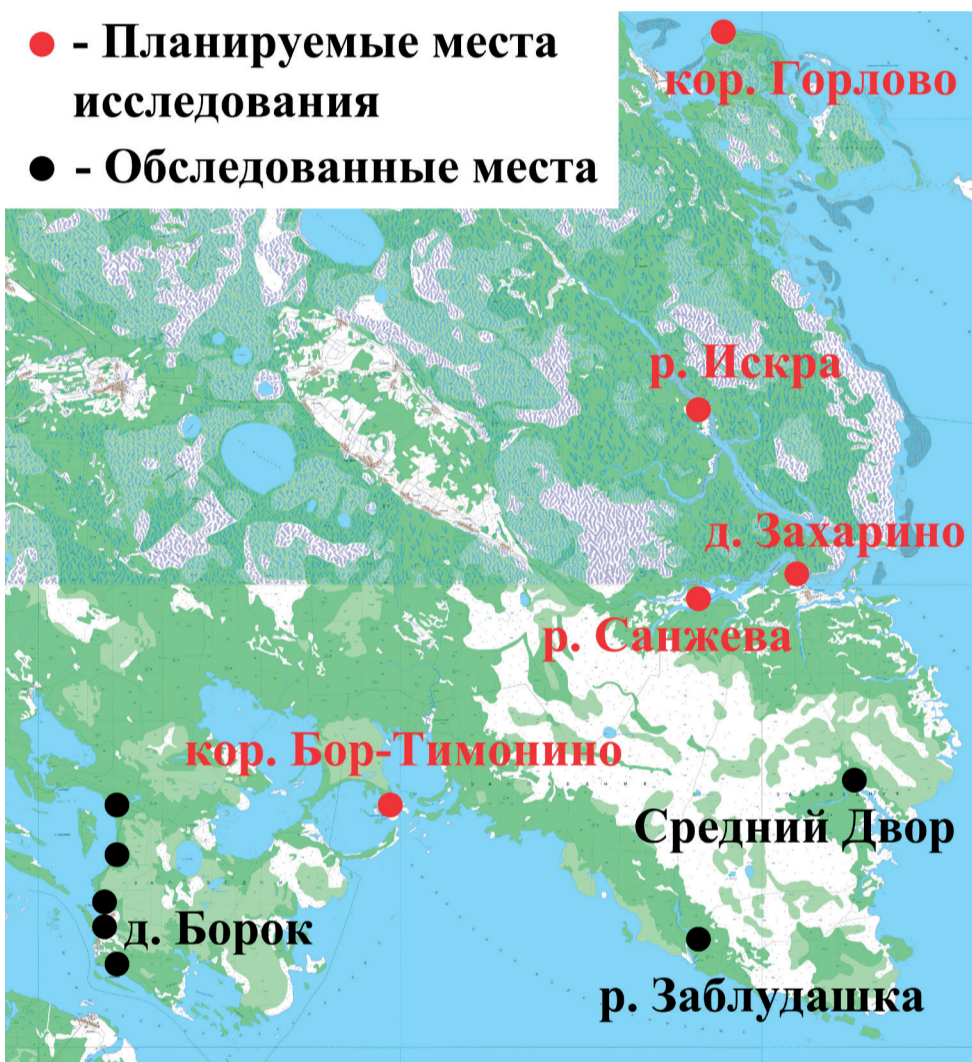 - Планируемые места
исследования
- Обследованные места
кор. Горлово
р. Искра
д. Захарино
р. Санжева
кор. Бор-Тимонино
Средний Двор
д. Борок
р. Заблудашка